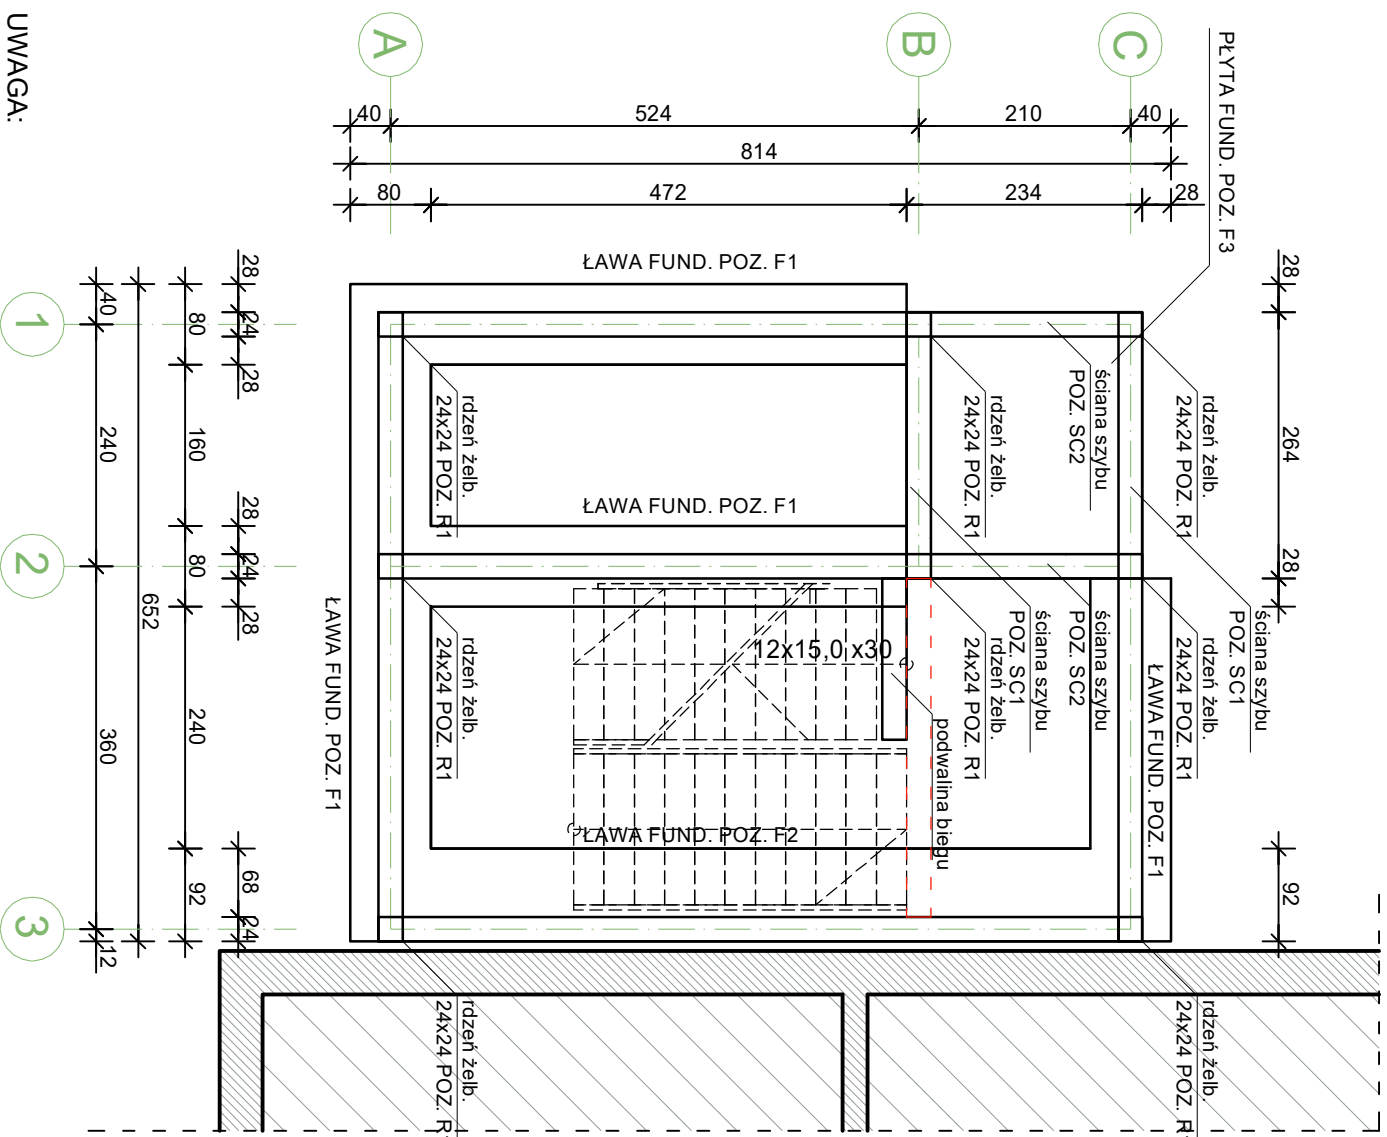 A
B
C
PŁYTA FUND. POZ. F3
40
524
210
40
814
80
472
234
28
UWAGA:
ŁAWA FUND. POZ. F1
28
24
28
28
24
28
68
24
80
160
80
240
92
652
40
240
360
12
1
2
3
28
264
28
92
rdzeń żelb.
24x24 POZ. R1
rdzeń żelb.
24x24 POZ. R1
ściana szybu
POZ. SC2
rdzeń żelb.
24x24 POZ. R1
ŁAWA FUND. POZ. F1
ŁAWA FUND. POZ. F1
rdzeń żelb.
24x24 POZ. R1
12x15,0 x30
podwalina biegu
rdzeń żelb.
24x24 POZ. R1
ściana szybu
POZ. SC1
ściana szybu
POZ. SC2
rdzeń żelb.
24x24 POZ. R1
ściana szybu
POZ. SC1
ŁAWA FUND. POZ. F1
ŁAWA FUND. POZ. F2
rdzeń żelb.
24x24 POZ. R
rdzeń żelb.
24x24 POZ. R